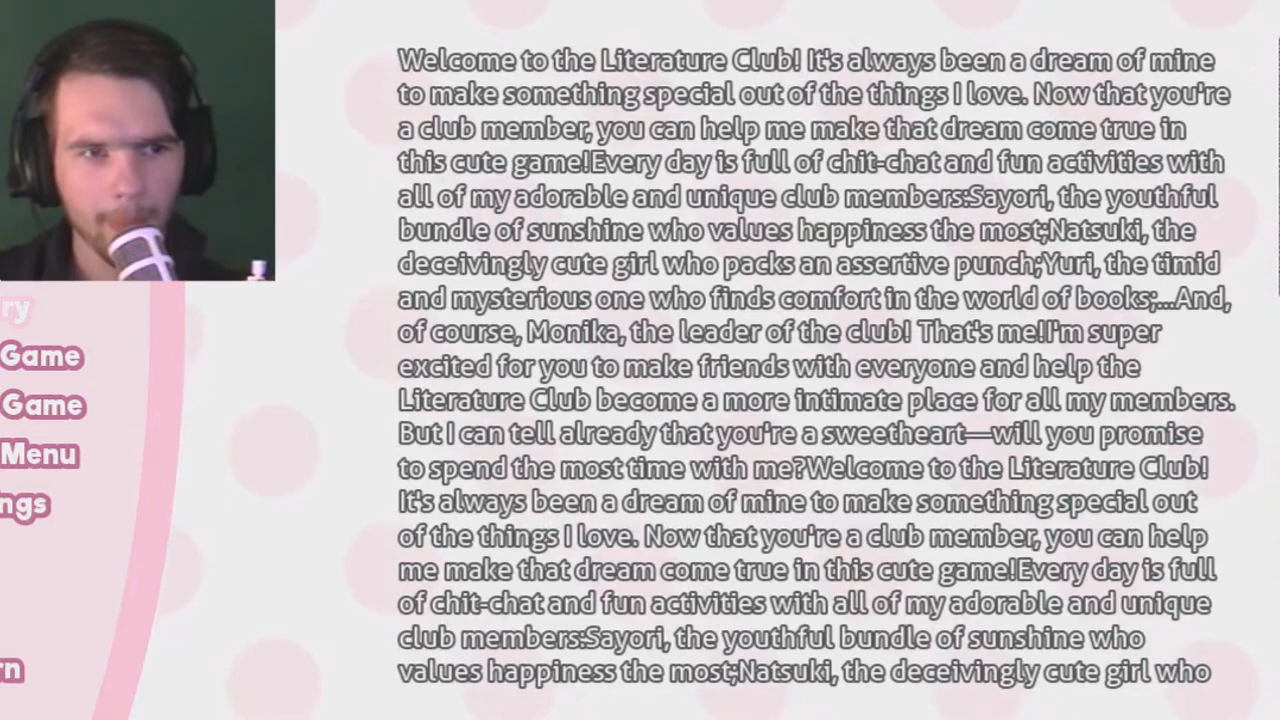 Welcome to the Literature Club! It's always been a dream of mine
to make something special out of the things I love. Now that you're
a club member, you can help me make that dream come true in
this cute game!Every day is full of chit-chat and fun activities with
all of my adorable and unique club members:Sayori, the youthful
bundle of sunshine who values happiness the most;Natsuki, the
deceivingly cute girl who packs an assertive punch;Yuri, the timid
and mysterious one who finds comfort in the world of books;...And,
of course, Monika, the leader of the club! That's me!I'm super
excited for you to make friends with everyone and help the
Literature Club become a more intimate place for all my members.
But I can tell already that you're a sweetheart—will you promise
to spend the most time with me?Welcome to the Literature Club!
It's always been a dream of mine to make something special out
of the things I love. Now that you're a club member, you can help
me make that dream come true in this cute game!Every day is full
of chit-chat and fun activities with all of my adorable and unique
club members:Sayori, the youthful bundle of sunshine who
values happiness the most;Natsuki, the deceivingly cute girl who
ry
Game
Game
Menu
ngs
rn